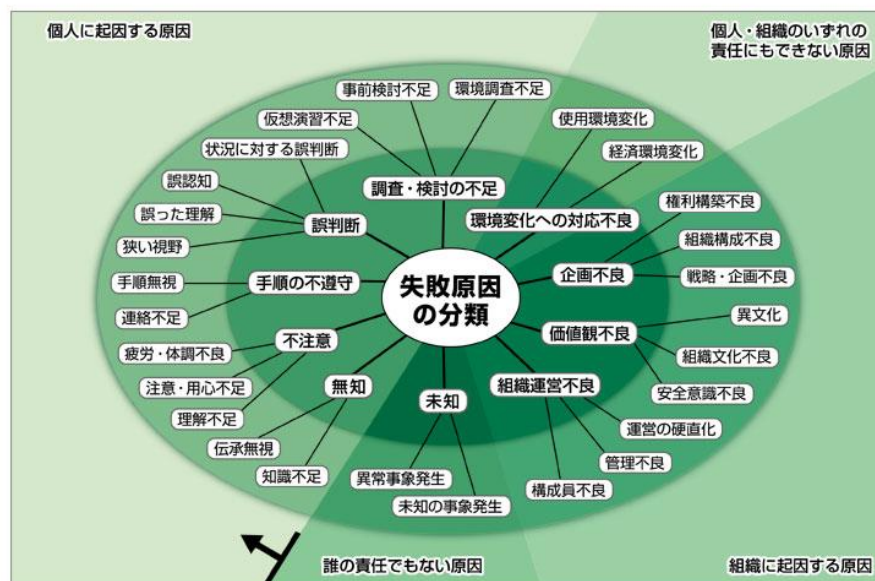 個人に起因する原因
個人・組織のいずれの
責任にもできない原因
事前検討不足
環境調査不足
仮想演習不足
使用環境変化
状況に対する誤判断
経済環境変化
誤認知
調査・検討の不足
権利構築不良
誤った理解
誤判断
環境変化への対応不良
組織構成不良
狭い視野
企画不良
戦略・企画不良
手順無視
手順の不遵守
失敗原因
の分類
連絡不足
異文化
価値観不良
不注意
疲労・体調不良
組織文化不良
注意・用心不足
無知
未知
組織運営不良
安全意識不良
理解不足
運営の硬直化
伝承無視
管理不良
知識不足
異常事象発生
構成員不良
未知の事象発生
誰の責任でもない原因
組織に起因する原因